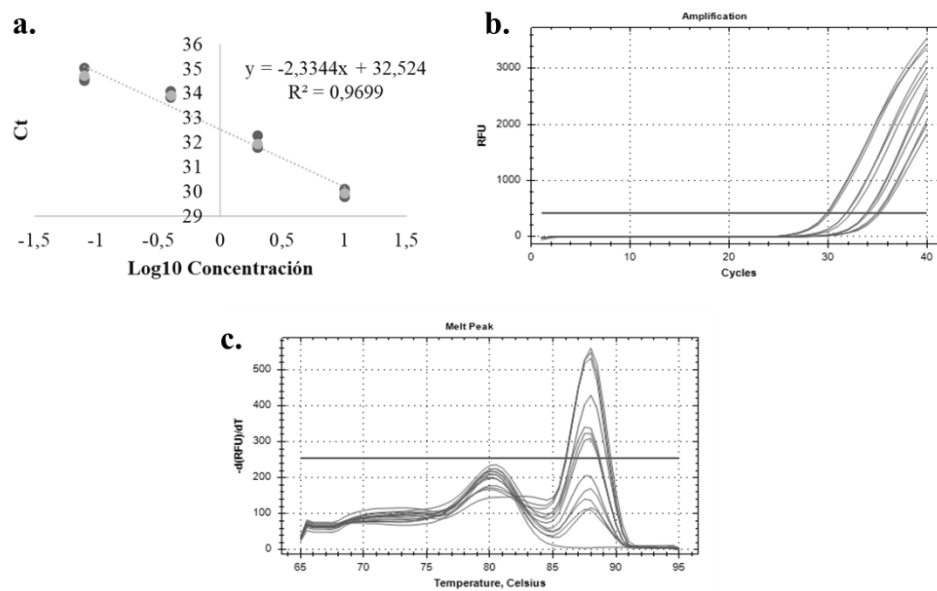 a.
36
35
34
33
32
31
30
29
y = -2,3344x + 32,524
R² = 0,9699
Ct
-1,5 -1 -0,5 0 0,5 1 1,5
Log10 Concentración
b.
Amplification
3000
2000
1000
0
RFU
0 10 20 30 40
Cycles
c.
Melt Peak
500
400
300
200
100
0
-d(RFU)/dT
65 70 75 80 85 90 95
Temperature, Celsius